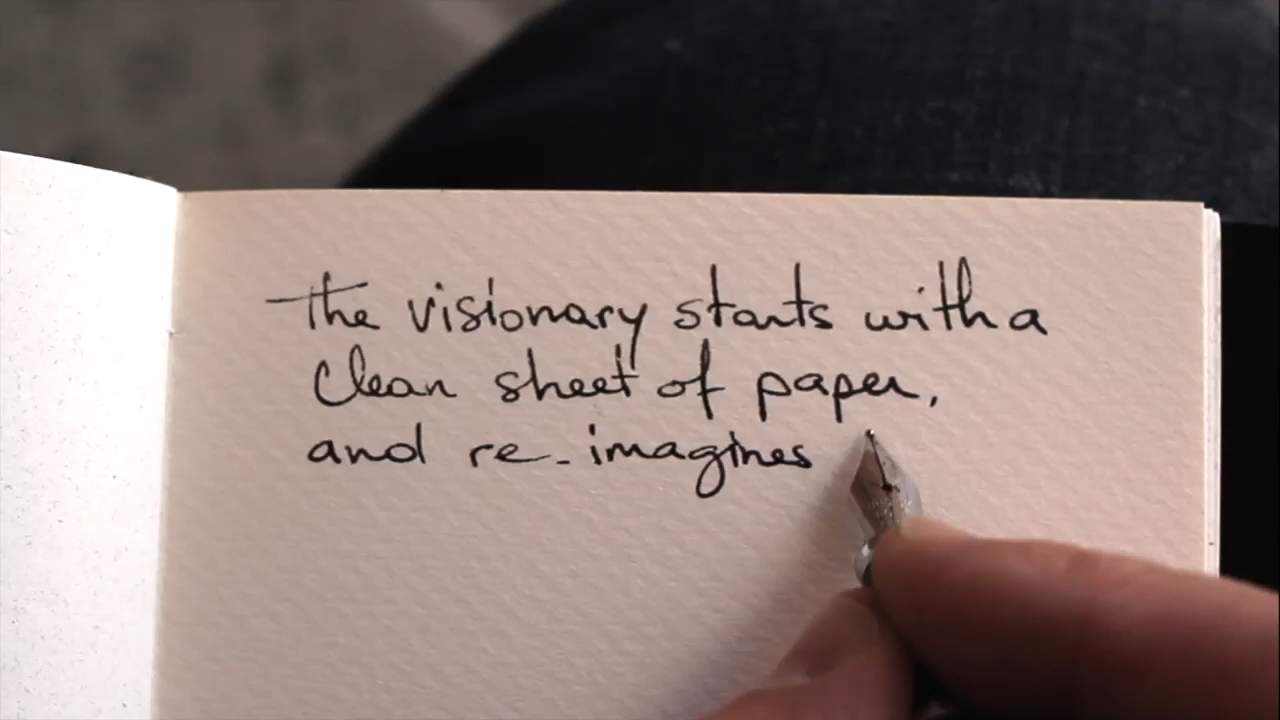 the visionary starts with a
Clean sheet of paper,
and re-imagines